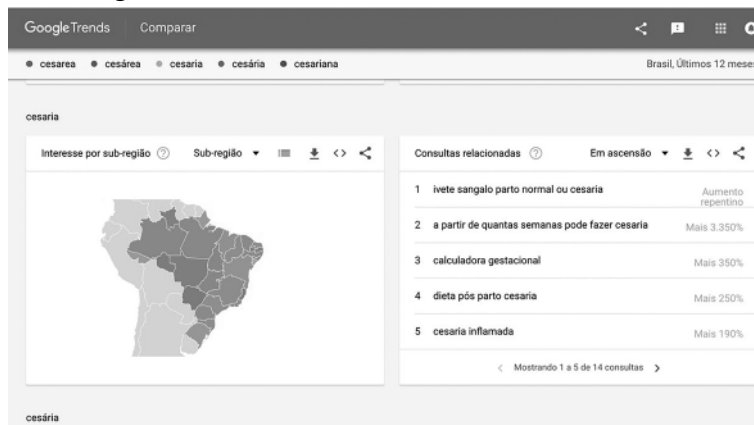 Google Trends Comparar
cesarea cesárea cesaria cesária cesariana Brasil, Últimos 12 meses
cesaria
Interesse por sub-região Sub-região
Consultas relacionadas Em ascensão
1 ivete sangalo parto normal ou cesaria Aumento repentino
2 a partir de quantas semanas pode fazer cesaria Mais 3.350%
3 calculadora gestacional Mais 350%
4 dieta pós parto cesaria Mais 250%
5 cesaria inflamada Mais 190%
Mostrando 1 a 5 de 14 consultas
cesária